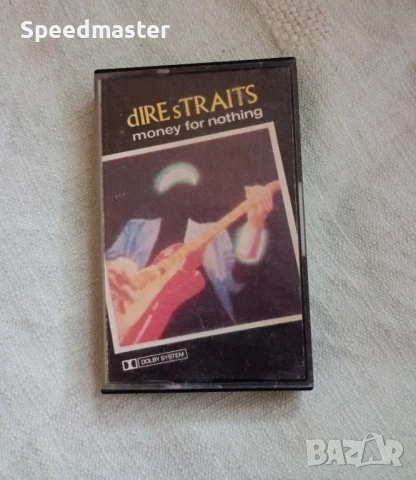 Speedmaster
dIRE sTRAITS
money for nothing
DOLBY SYSTEM
BAZAR